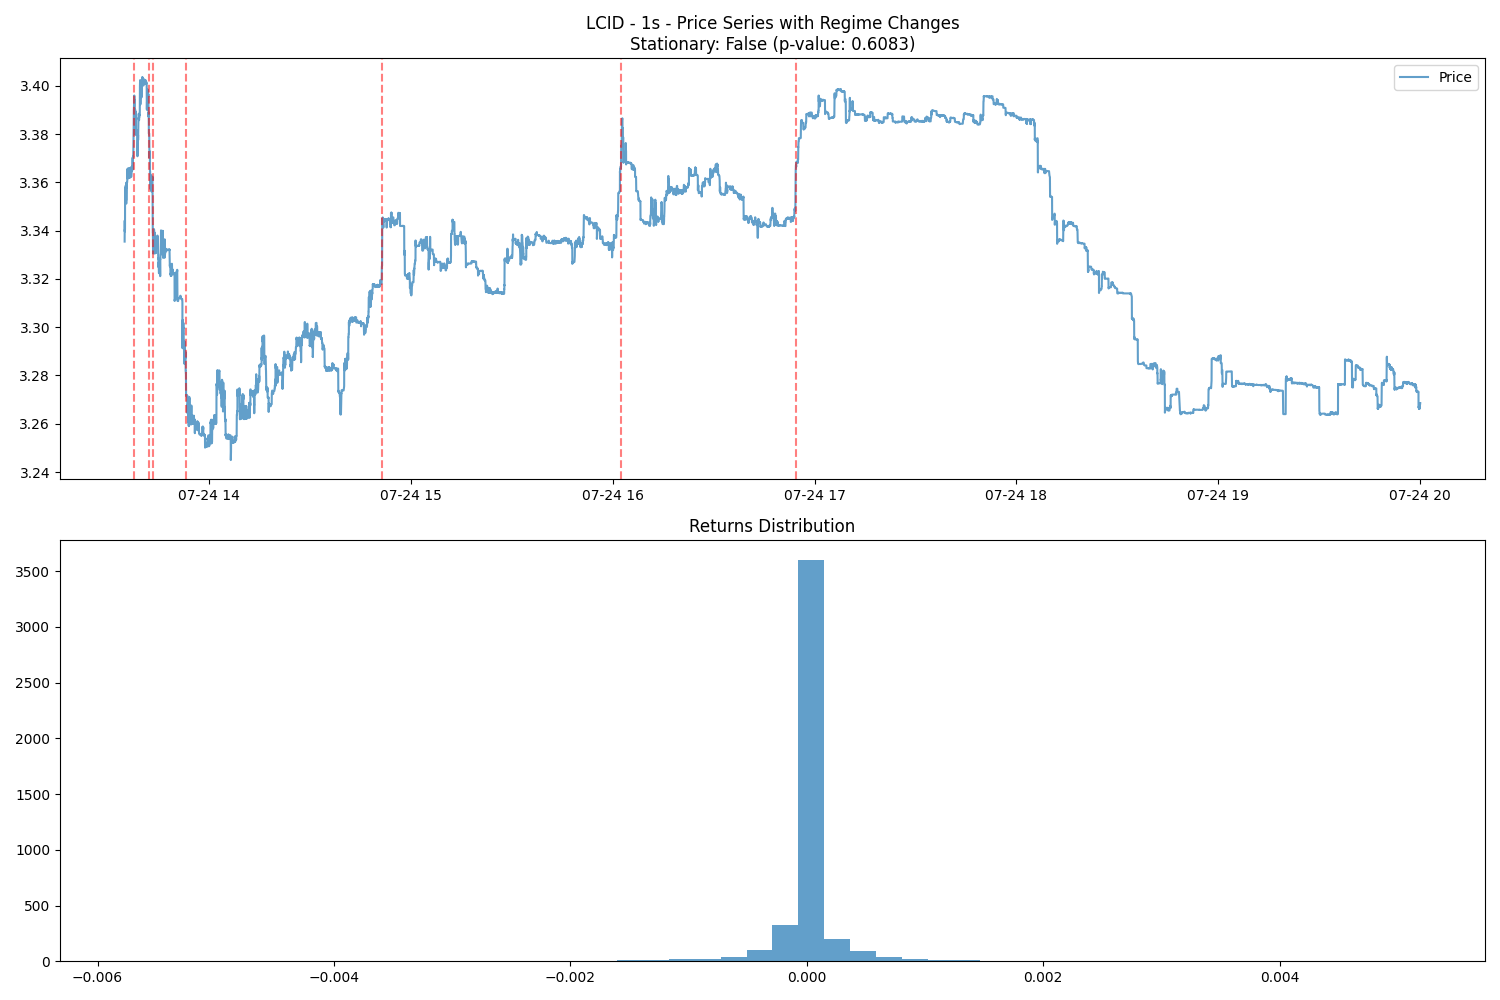 LCID - 1s - Price Series with Regime Changes
Stationary: False (p-value: 0.6083)
Price
3.40
3.38
3.36
3.34
3.32
3.30
3.28
3.26
3.24
07-24 14 07-24 15 07-24 16 07-24 17 07-24 18 07-24 19 07-24 20
Returns Distribution
3500
3000
2500
2000
1500
1000
500
0
−0.006 −0.004 −0.002 0.000 0.002 0.004